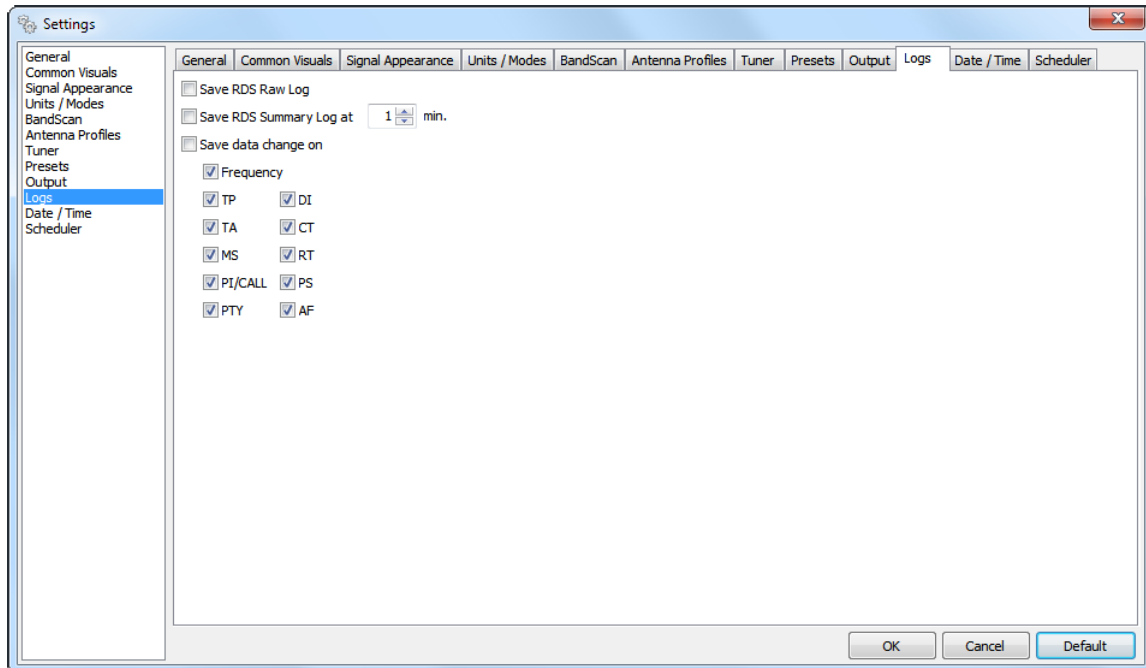 Settings
General
Common Visuals
Signal Appearance
Units / Modes
BandScan
Antenna Profiles
Tuner
Presets
Output
Logs
Date / Time
Scheduler
General Common Visuals Signal Appearance Units / Modes BandScan Antenna Profiles Tuner Presets Output Logs Date / Time Scheduler
Save RDS Raw Log
Save RDS Summary Log at 1 min.
Save data change on
Frequency
TP DI
TA CT
MS RT
PI/CALL PS
PTY AF
OK Cancel Default